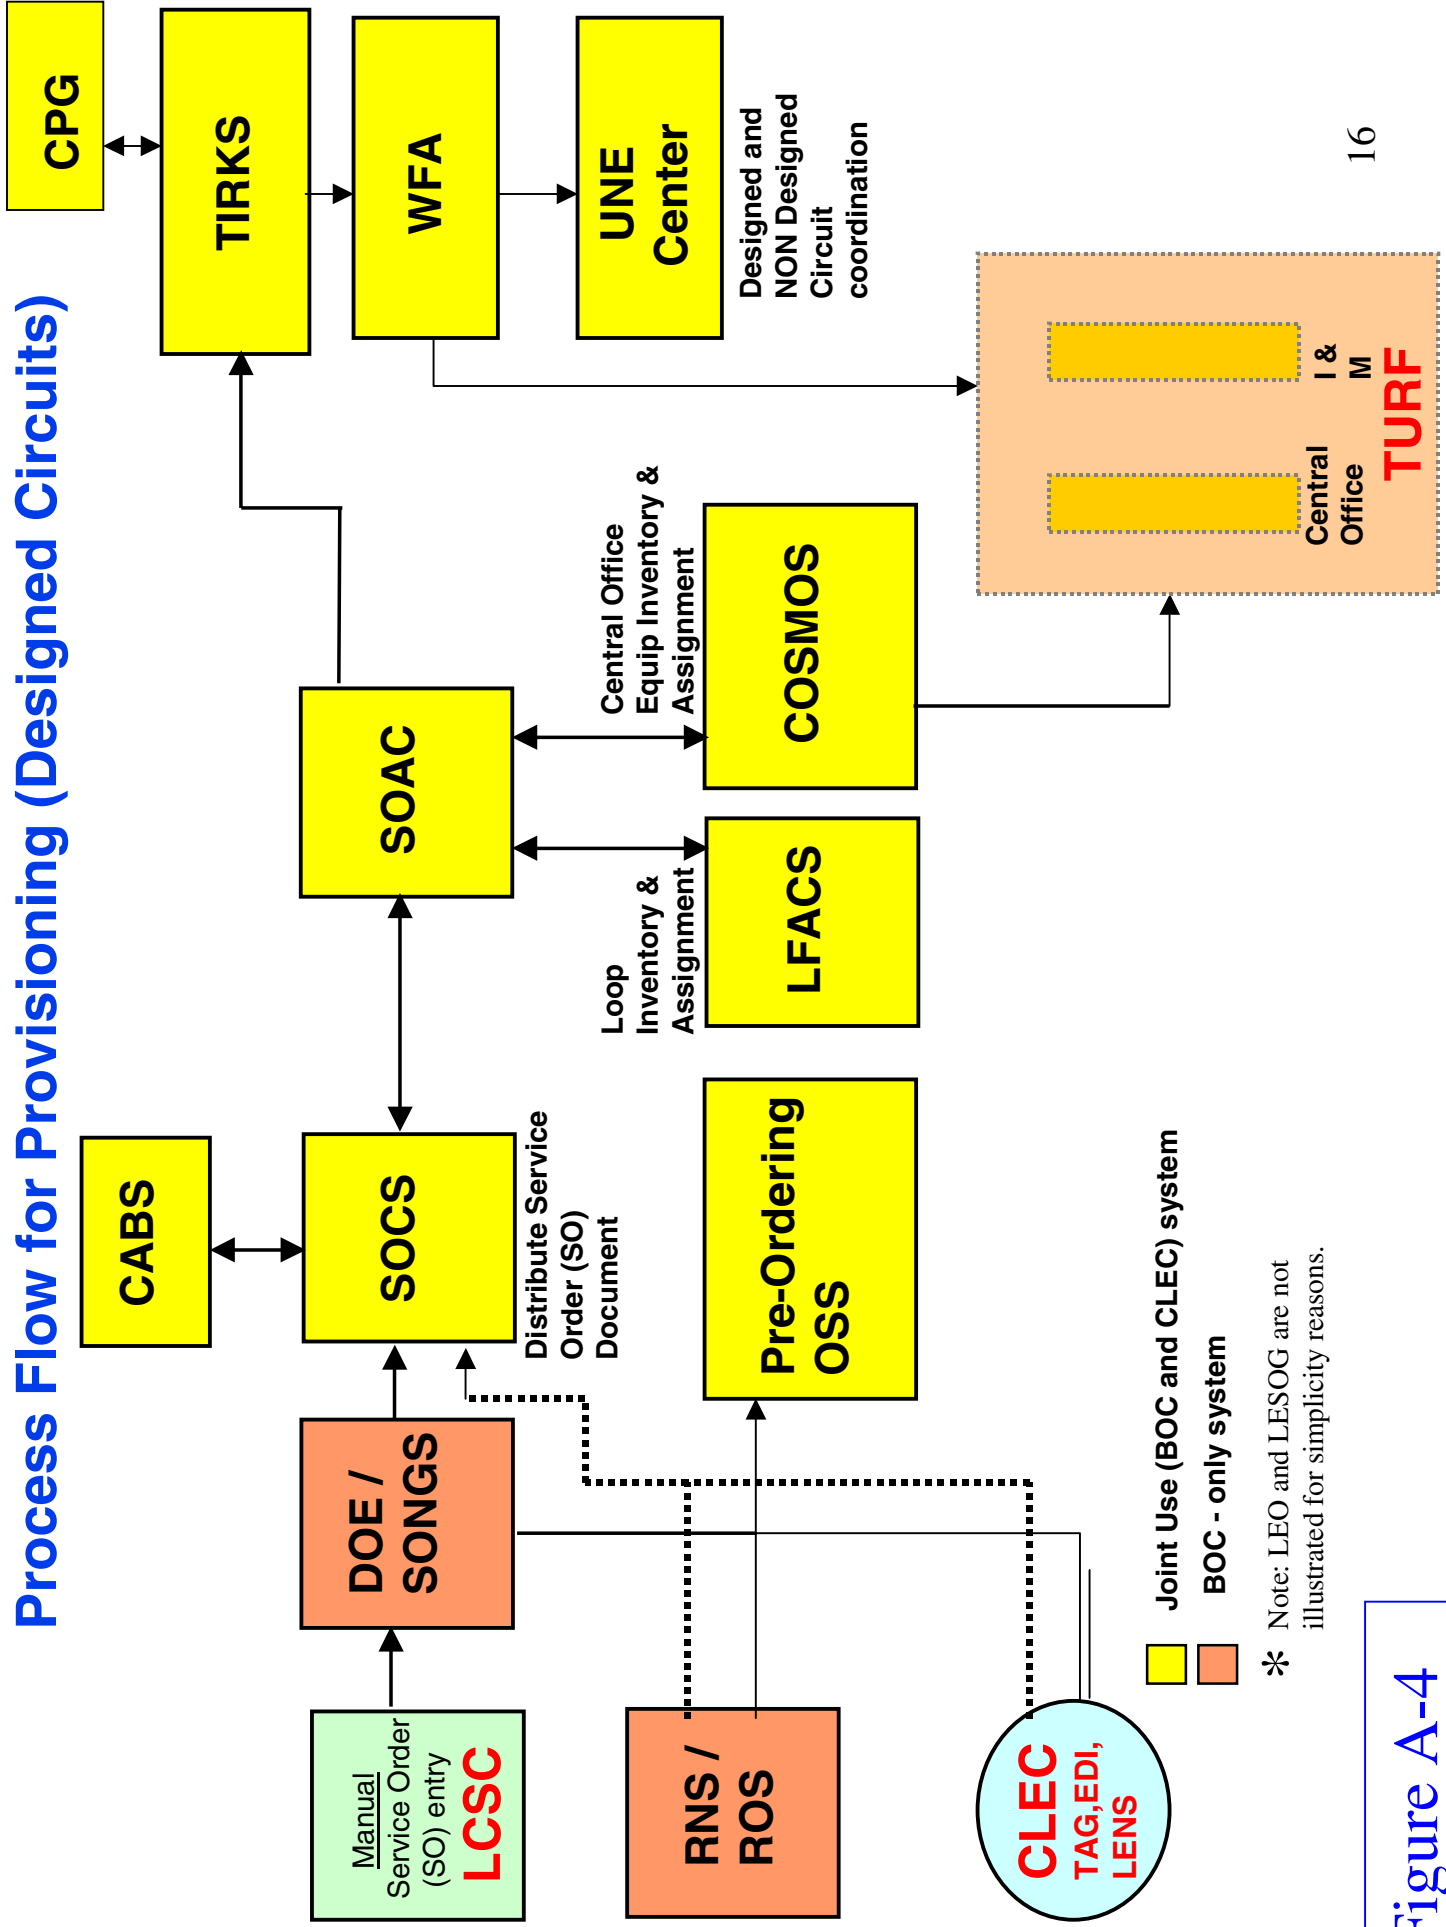 Process Flow for Provisioning (Designed Circuits)
CPG
CABS
TIRKS
Manual
Service Order
(SO) entry
LCSC
DOE /
SONGS
SOCS
SOAC
WFA
Distribute Service
Order (SO)
Document
Loop
Inventory &
Assignment
Central Office
Equip Inventory &
Assignment
UNE
Center
RNS /
ROS
Pre-Ordering
OSS
LFACS
COSMOS
Designed and
NON Designed
Circuit
coordination
CLEC
TAG,EDI,
LENS
Central
Office
I &
M
TURF
Joint Use (BOC and CLEC) system
BOC - only system
* Note: LEO and LESOG are not
illustrated for simplicity reasons.
16
Figure A-4